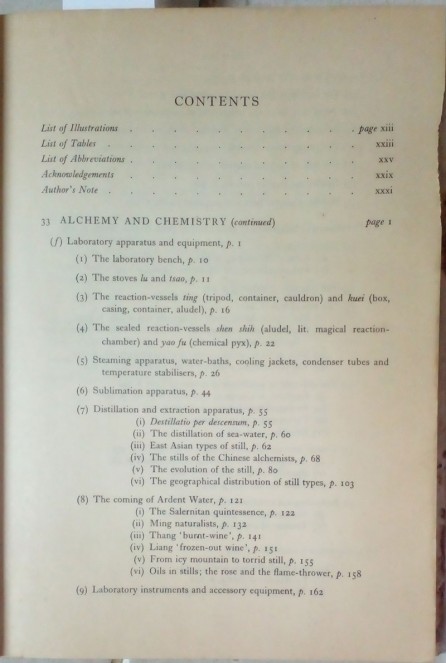 CONTENTS
List of Illustrations . . . . . . . . . . page xiii
List of Tables . . . . . . . . . . xxiii
List of Abbreviations . . . . . . . . . . xxv
Acknowledgements . . . . . . . . . . xxix
Author's Note . . . . . . . . . . xxxi
33 ALCHEMY AND CHEMISTRY (continued) page 1
(f) Laboratory apparatus and equipment, p. 1
(1) The laboratory bench, p. 10
(2) The stoves lu and tsao, p. 11
(3) The reaction-vessels ting (tripod, container, cauldron) and kuei (box,
casing, container, aludel), p. 16
(4) The sealed reaction-vessels shen shih (aludel, lit. magical reaction-
chamber) and yao fu (chemical pyx), p. 22
(5) Steaming apparatus, water-baths, cooling jackets, condenser tubes and
temperature stabilisers, p. 26
(6) Sublimation apparatus, p. 44
(7) Distillation and extraction apparatus, p. 55
(i) Destillatio per descensum, p. 55
(ii) The distillation of sea-water, p. 60
(iii) East Asian types of still, p. 62
(iv) The stills of the Chinese alchemists, p. 68
(v) The evolution of the still, p. 80
(vi) The geographical distribution of still types, p. 103
(8) The coming of Ardent Water, p. 121
(i) The Salernitan quintessence, p. 122
(ii) Ming naturalists, p. 132
(iii) Thang 'burnt-wine', p. 141
(iv) Liang 'frozen-out wine', p. 151
(v) From icy mountain to torrid still, p. 155
(vi) Oils in stills; the rose and the flame-thrower, p. 158
(9) Laboratory instruments and accessory equipment, p. 162